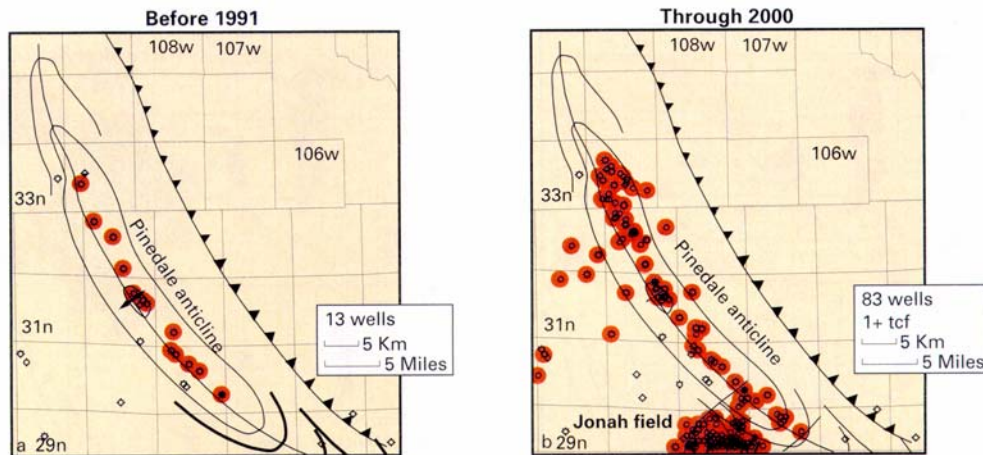 Before 1991
108w 107w
106w
33n
Pinedale anticline
31n
13 wells
5 Km
5 Miles
a 29n
Through 2000
108w 107w
106w
33n
Pinedale anticline
31n
83 wells
1+ tcf
5 Km
5 Miles
Jonah field
b 29n